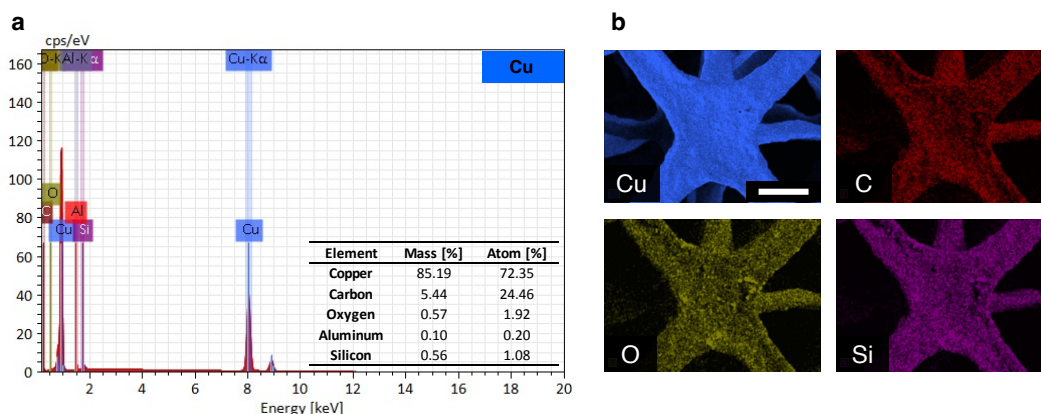 a
cps/eV
160
140
120
100
80
60
40
20
0
Al-K
α
Cu-Kα
Cu
O
C
Al
Cu
Si
Cu
Element Mass [%] Atom [%]
Copper 85.19 72.35
Carbon 5.44 24.46
Oxygen 0.57 1.92
Aluminum 0.10 0.20
Silicon 0.56 1.08
2 4 6 8 10 12 14 16 18 20
Energy [keV]
b
Cu
C
O
Si